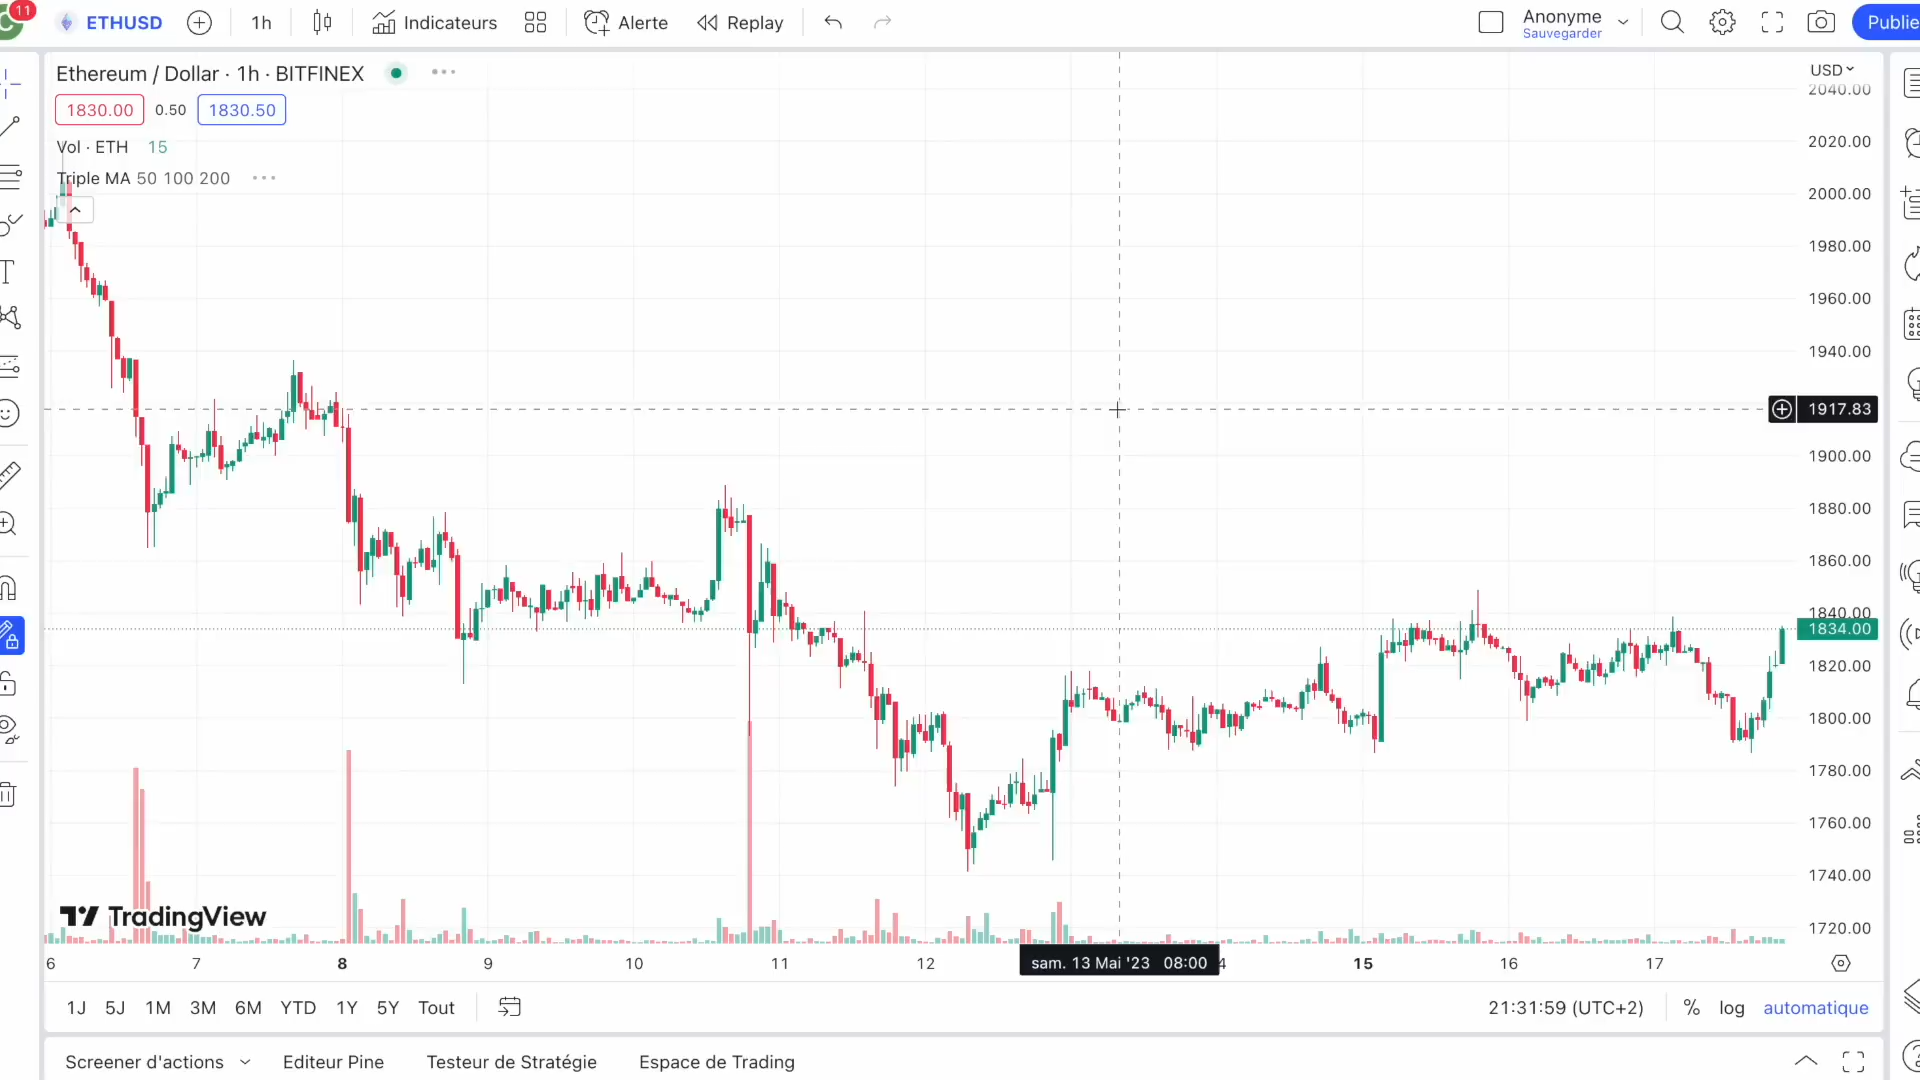 11
ETHUSD
1h
Indicateurs
Alerte
Replay
Anonyme
Sauvegarder
Publie
Ethereum / Dollar · 1h · BITFINEX
USD
2040.00
1830.00 0.50 1830.50
Vol · ETH 15
Triple MA 50 100 200
2020.00
2000.00
1980.00
1960.00
1940.00
1917.83
1900.00
1880.00
1860.00
1840.00
1834.00
1820.00
1800.00
1780.00
1760.00
1740.00
1720.00
TradingView
6 7 8 9 10 11 12 sam. 13 Mai '23 08:00 4 15 16 17
1J 5J 1M 3M 6M YTD 1Y 5Y Tout
21:31:59 (UTC+2) % log automatique
Screener d'actions Editeur Pine Testeur de Stratégie Espace de Trading